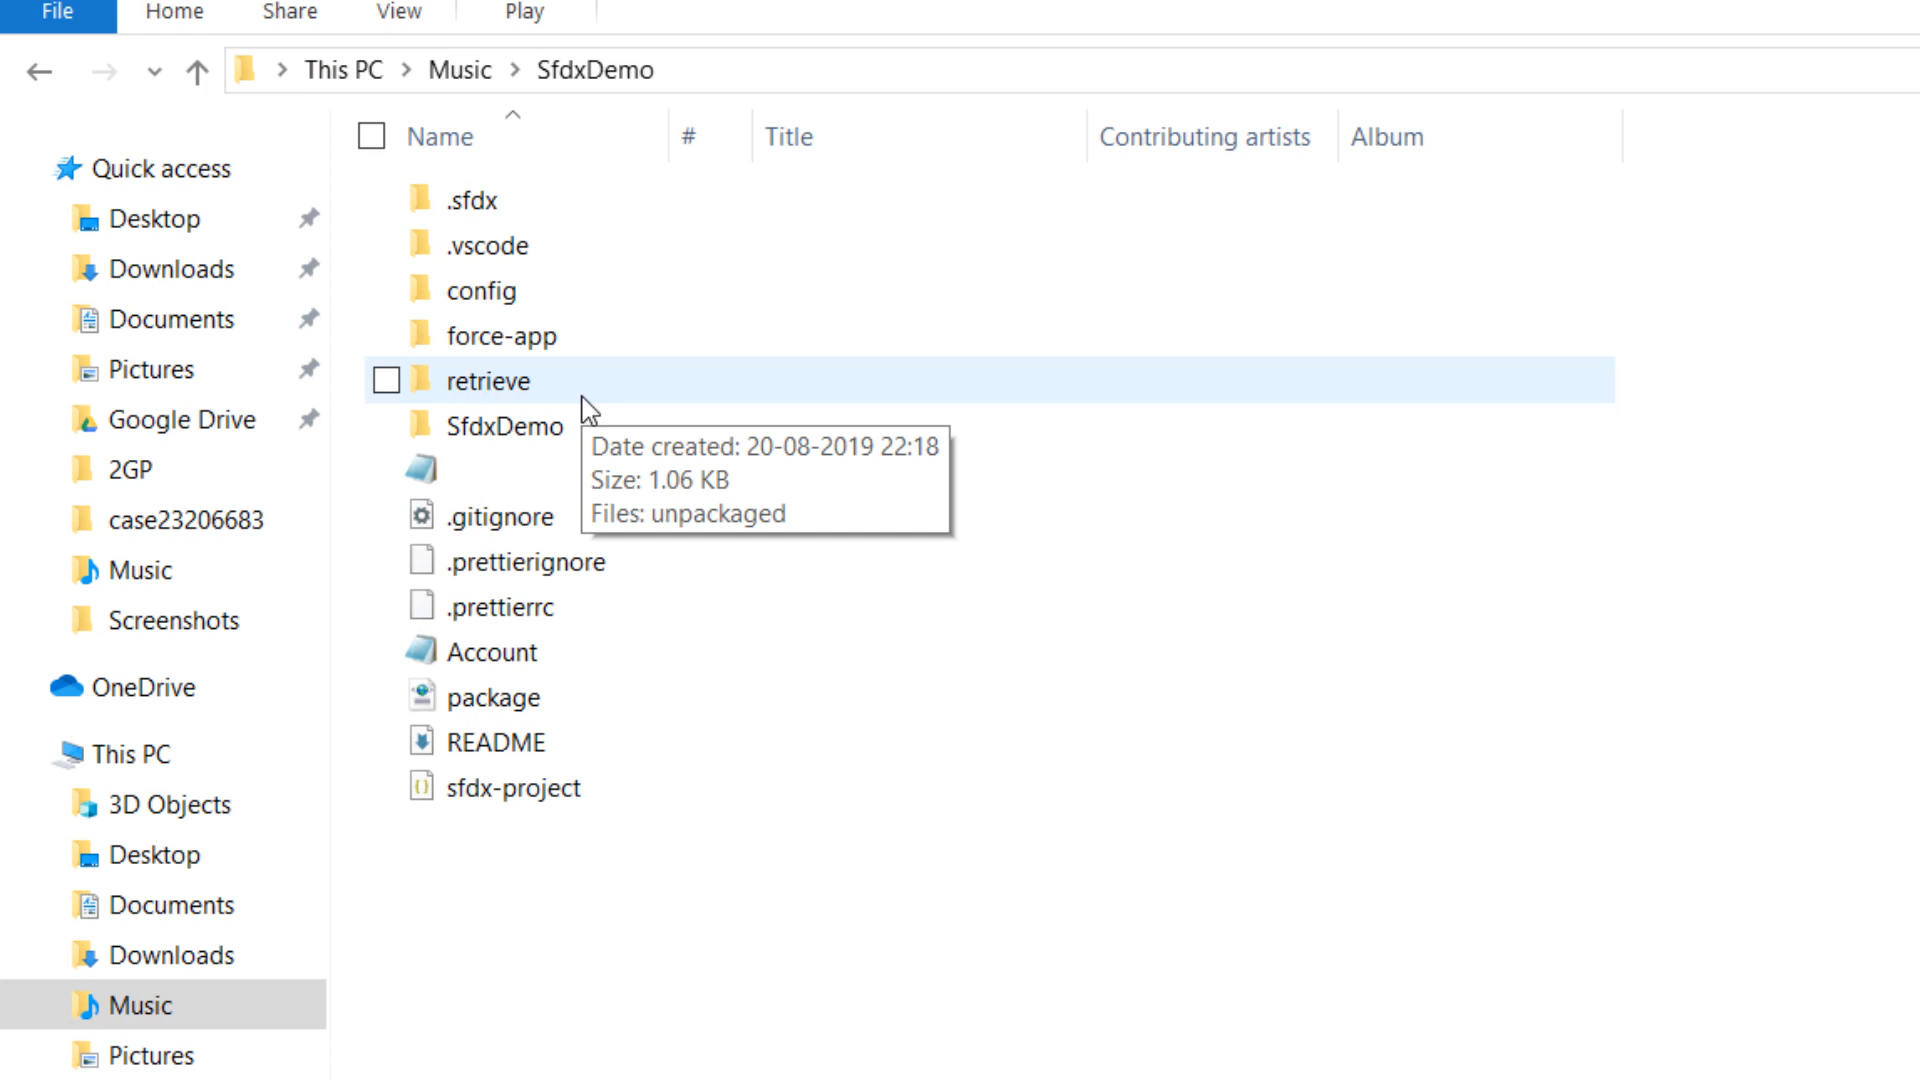 File Home Share View Play
This PC Music SfdxDemo
Name # Title Contributing artists Album
Quick access
Desktop
Downloads
Documents
Pictures
Google Drive
2GP
case23206683
Music
Screenshots
OneDrive
This PC
3D Objects
Desktop
Documents
Downloads
Music
Pictures
.sfdx
.vscode
config
force-app
retrieve
SfdxDemo
.gitignore
.prettierignore
.prettierrc
Account
package
README
sfdx-project
Date created: 20-08-2019 22:18
Size: 1.06 KB
Files: unpackaged